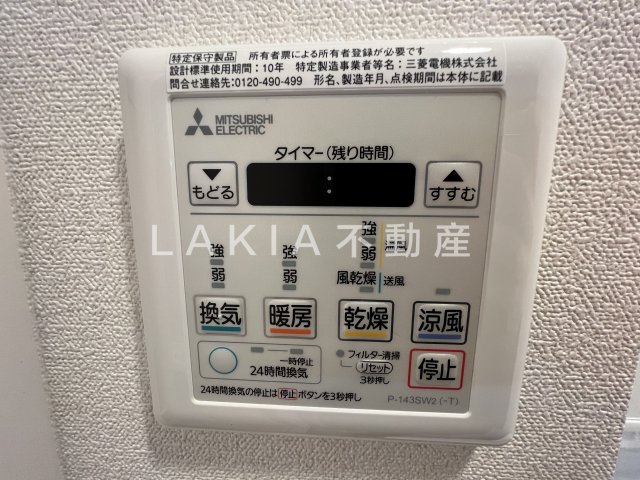 特定保守製品 所有者票による所有者登録が必要です
設計標準使用期間：10年 特定製造事業者等名：三菱電機株式会社
問合せ連絡先：0120-490-499 形名、製造年月、点検期間は本体に記載
MITSUBISHI
ELECTRIC
タイマー（残り時間）
▼ : ▲
もどる すすむ
LAKIA不動産
強 強 強 温風
弱 弱 弱
風乾燥 送風
換気 暖房 乾燥 涼風
一時停止 フィルター清掃
24時間換気 リセット 停止
3秒押し
24時間換気の停止は停止ボタンを3秒押し
P-143SW2(-T)